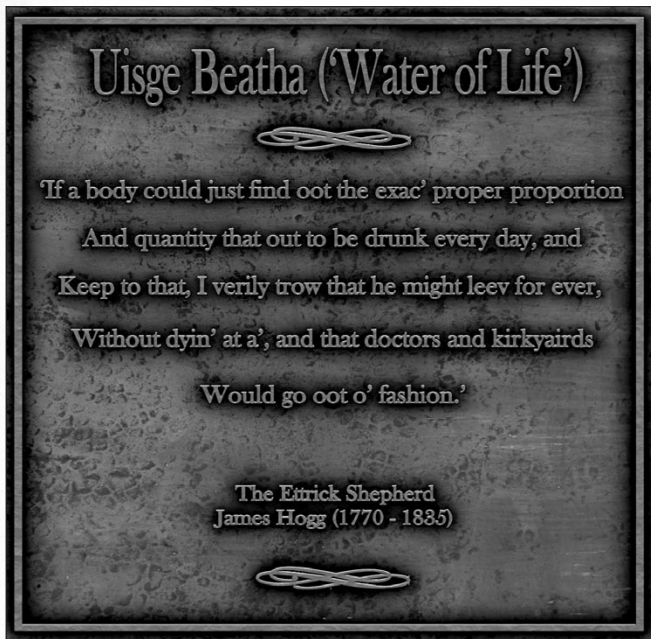 Uisge Beatha (‘Water of Life’)
‘If a body could just find oot the exac’ proper proportion
And quantity that out to be drunk every day, and
Keep to that, I verily trow that he might leev for ever,
Without dyin’ at a’, and that doctors and kirkyairds
Would go oot o’ fashion.’
The Ettrick Shepherd
James Hogg (1770 - 1835)